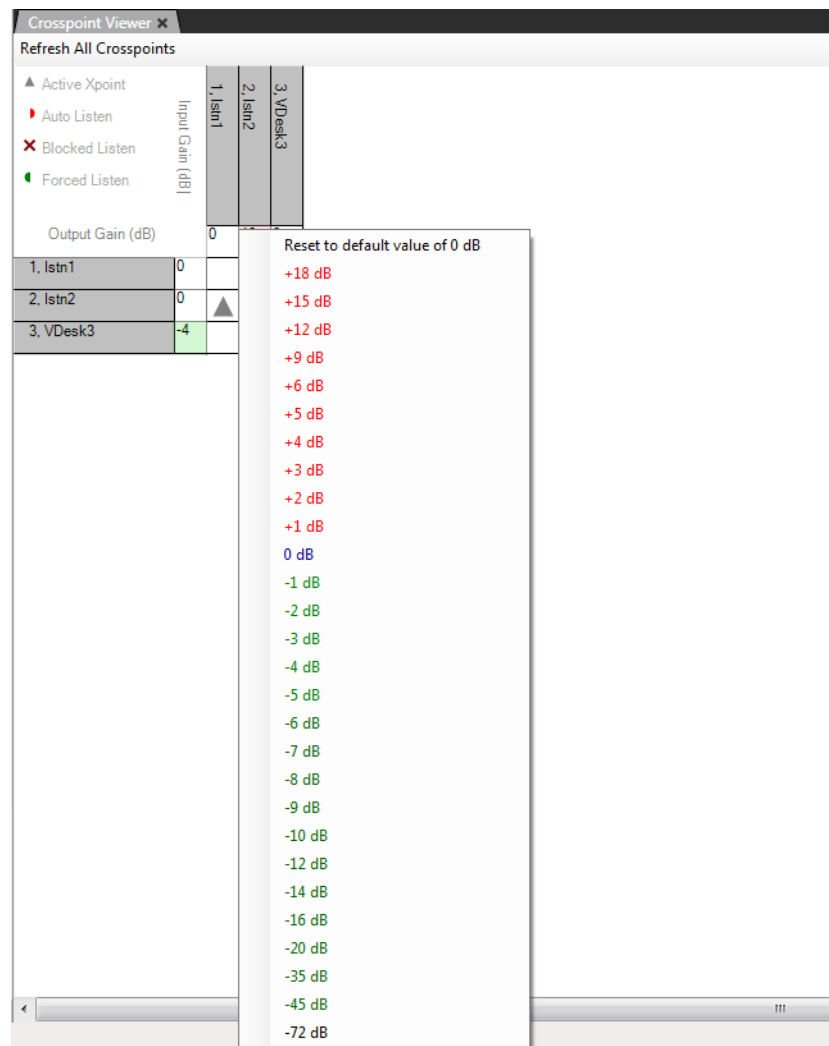 Crosspoint Viewer ×
Refresh All Crosspoints
Active Xpoint
Auto Listen
Blocked Listen
Forced Listen
Input Gain (dB)
1, Istn1
2, Istn2
3, VDesk3
Output Gain (dB)
0
1, Istn1
0
2, Istn2
0
3, VDesk3
-4
Reset to default value of 0 dB
+18 dB
+15 dB
+12 dB
+9 dB
+6 dB
+5 dB
+4 dB
+3 dB
+2 dB
+1 dB
0 dB
-1 dB
-2 dB
-3 dB
-4 dB
-5 dB
-6 dB
-7 dB
-8 dB
-9 dB
-10 dB
-12 dB
-14 dB
-16 dB
-20 dB
-35 dB
-45 dB
-72 dB